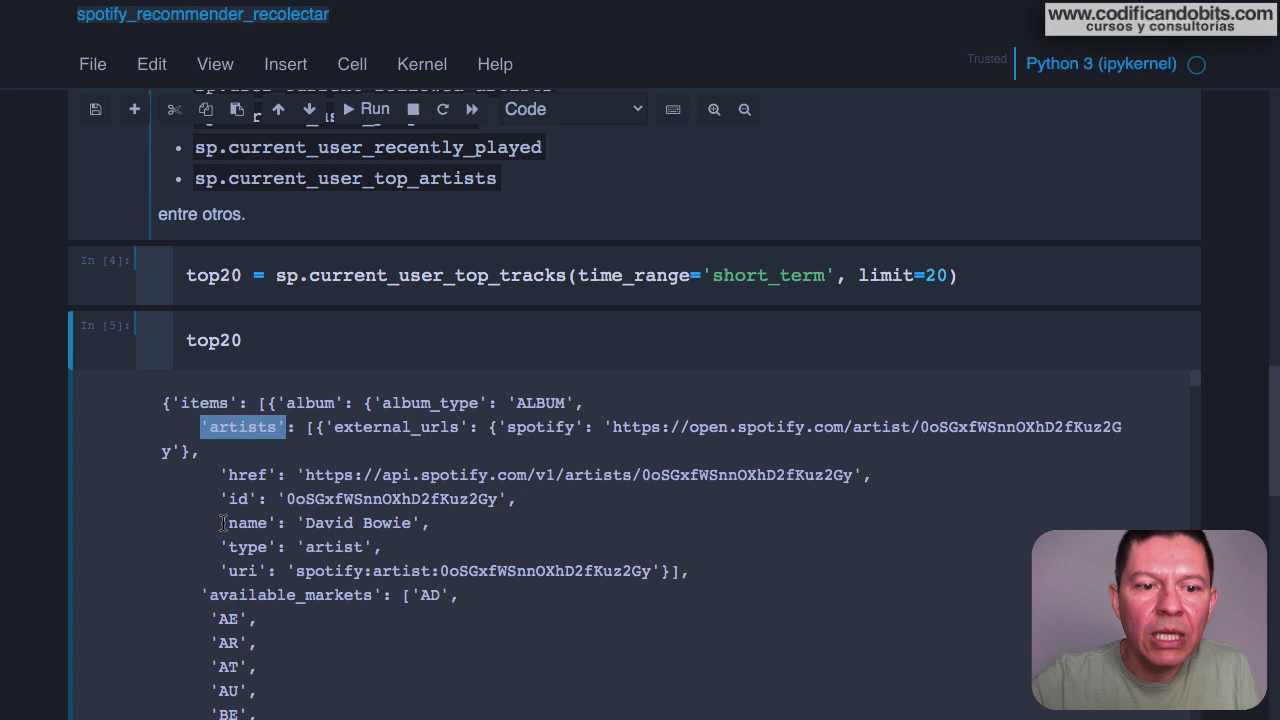 spotify_recommender_recolectar
www.codificandobits.com
cursos y consultorías
File Edit View Insert Cell Kernel Help
Trusted
Python 3 (ipykernel)
Run
Code
sp.current_user_recently_played
sp.current_user_top_artists
entre otros.
In [4]:
top20 = sp.current_user_top_tracks(time_range='short_term', limit=20)
In [5]:
top20
{'items': [{'album': {'album_type': 'ALBUM',
'artists': [{'external_urls': {'spotify': 'https://open.spotify.com/artist/0oSGxfWSnnOXhD2fKuz2G
y'},
'href': 'https://api.spotify.com/v1/artists/0oSGxfWSnnOXhD2fKuz2Gy',
'id': '0oSGxfWSnnOXhD2fKuz2Gy',
'name': 'David Bowie',
'type': 'artist',
'uri': 'spotify:artist:0oSGxfWSnnOXhD2fKuz2Gy'}],
'available_markets': ['AD',
'AE',
'AR',
'AT',
'AU',
'BE',